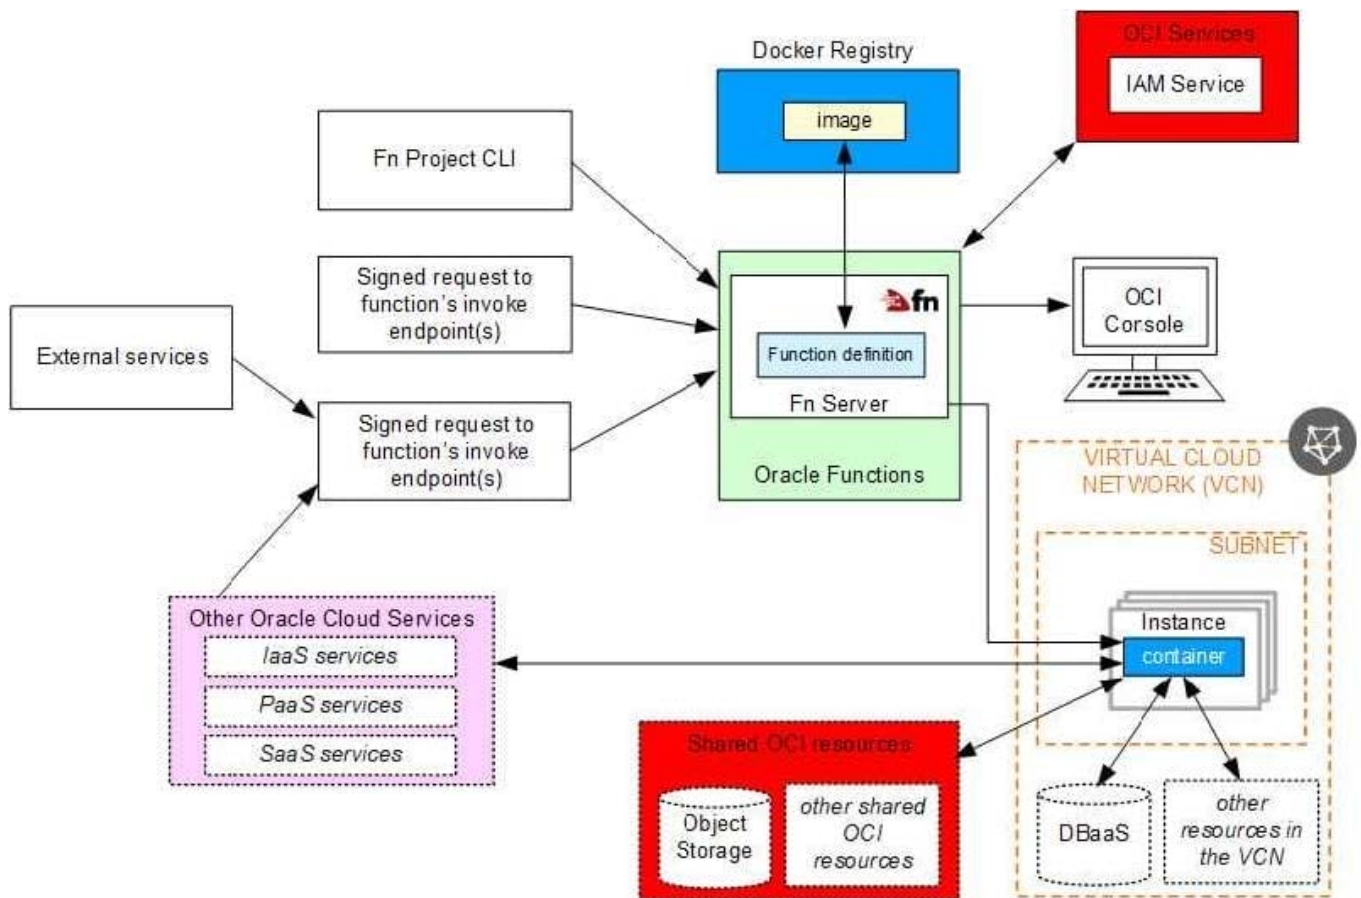 Docker Registry
image
OCI Services
IAM Service
Fn Project CLI
Signed request to
function's invoke
endpoint(s)
External services
Signed request to
function's invoke
endpoint(s)
fn
Function definition
Fn Server
Oracle Functions
OCI
Corsole
VIRTUAL CLOUD
NETWORK (VCN)
SUBNET
Instance
container
Other Oracle Cloud Services
IaaS services
PaaS services
SaaS services
Shared OCI resources
Object
Storage
other shared
OCI
resources
DBaaS
other
resources in
the VCN